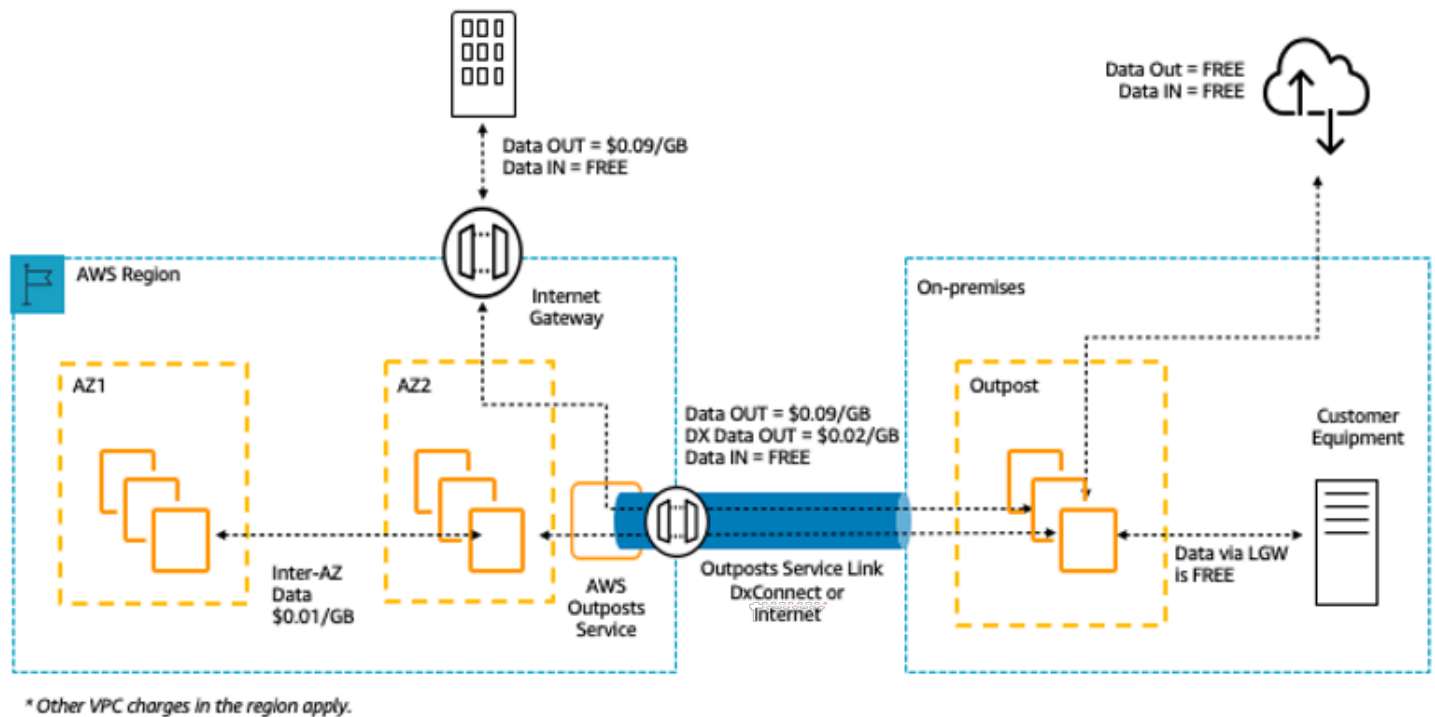 Data OUT = $0.09/GB
Data IN = FREE
Data Out = FREE
Data IN = FREE
AWS Region
Internet
Gateway
On-premises
AZ1
AZ2
Data OUT = $0.09/GB
DX Data OUT = $0.02/GB
Data IN = FREE
Outpost
Customer
Equipment
Inter-AZ
Data
$0.01/GB
AWS
Outposts
Service
Outposts Service Link
DxConnect or
Internet
Data via LGW
is FREE
* Other VPC charges in the region apply.